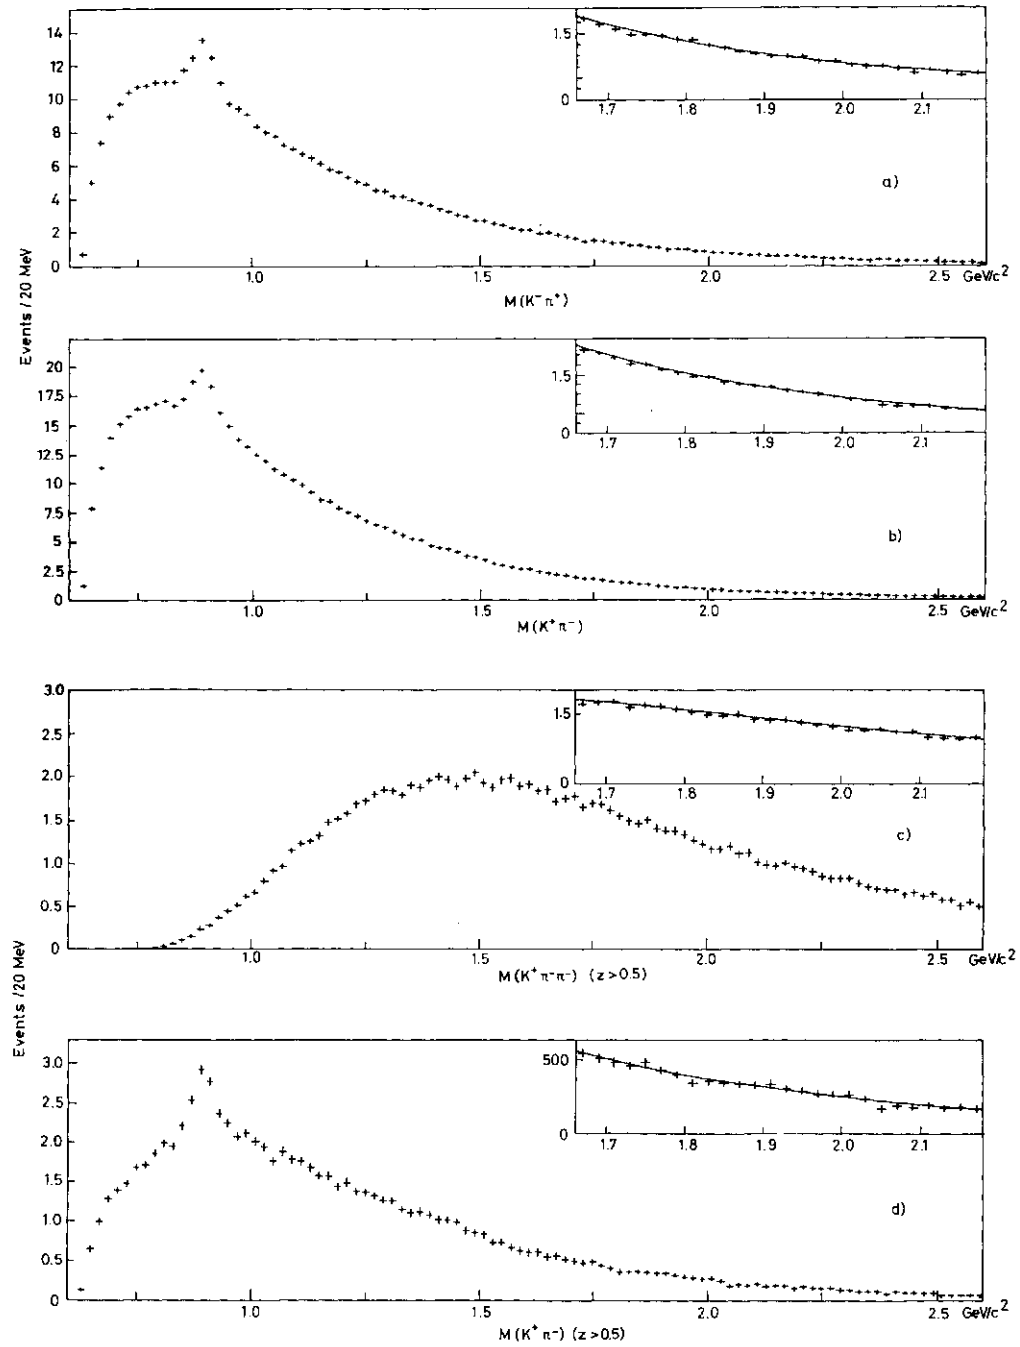 14
12
10
8
6
4
2
0
1.5
0
1.7 1.8 1.9 2.0 2.1
a)
1.0 1.5 2.0 2.5 GeV/c²
M (K⁻ π⁺)
Events / 20 MeV
20
17.5
15
12.5
10
7.5
5
2.5
0
1.5
0
1.7 1.8 1.9 2.0 2.1
b)
1.0 1.5 2.0 2.5 GeV/c²
M (K⁺ π⁻)
3.0
2.5
2.0
1.5
1.0
0.5
0
1.5
0
1.7 1.8 1.9 2.0 2.1
c)
1.0 1.5 2.0 2.5 GeV/c²
M (K⁺ π⁻ π⁻) (z > 0.5)
Events / 20 MeV
3.0
2.5
2.0
1.5
1.0
0.5
0
500
0
1.7 1.8 1.9 2.0 2.1
d)
1.0 1.5 2.0 2.5 GeV/c²
M (K⁺ π⁻) (z > 0.5)